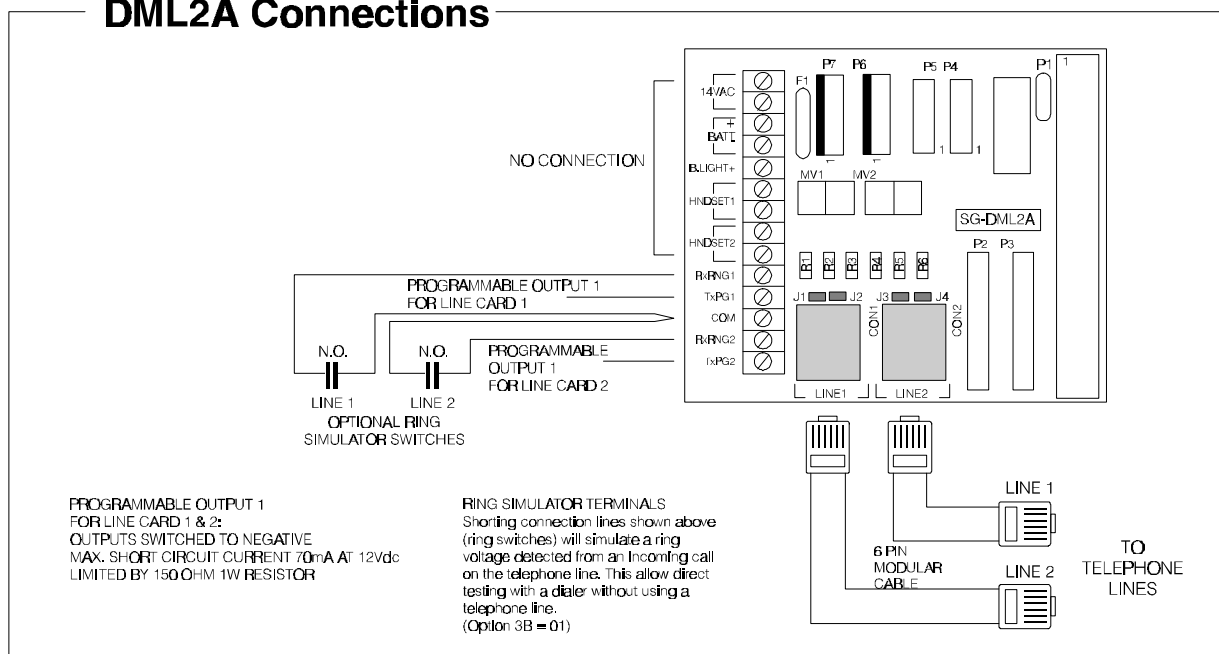 DML2A Connections
14VAC
+
BATT
-
B.LIGHT+
HNDSET1
HNDSET2
RxRNG1
TxPG1
COM
RxRNG2
TxPG2
NO CONNECTION
F1
P7
P6
P5
P4
P1
1
1
1
1
1
MV1
MV2
SG-DML2A
P2
P3
R1
R2
R3
R4
R5
R6
J1
J2
J3
J4
CON1
CON2
LINE1
LINE2
PROGRAMMABLE OUTPUT 1
FOR LINE CARD 1
PROGRAMMABLE
OUTPUT 1
FOR LINE CARD 2
N.O.
N.O.
LINE 1
LINE 2
OPTIONAL RING
SIMULATOR SWITCHES
PROGRAMMABLE OUTPUT 1
FOR LINE CARD 1 & 2:
OUTPUTS SWITCHED TO NEGATIVE
MAX. SHORT CIRCUIT CURRENT 70mA AT 12Vdc
LIMITED BY 150 OHM 1W RESISTOR
RING SIMULATOR TERMINALS
Shorting connection lines shown above
(ring switches) will simulate a ring
voltage detected from an incoming call
on the telephone line. This allow direct
testing with a dialer without using a
telephone line.
(Option 3B = 01)
6 PIN
MODULAR
CABLE
LINE 1
LINE 2
TO
TELEPHONE
LINES